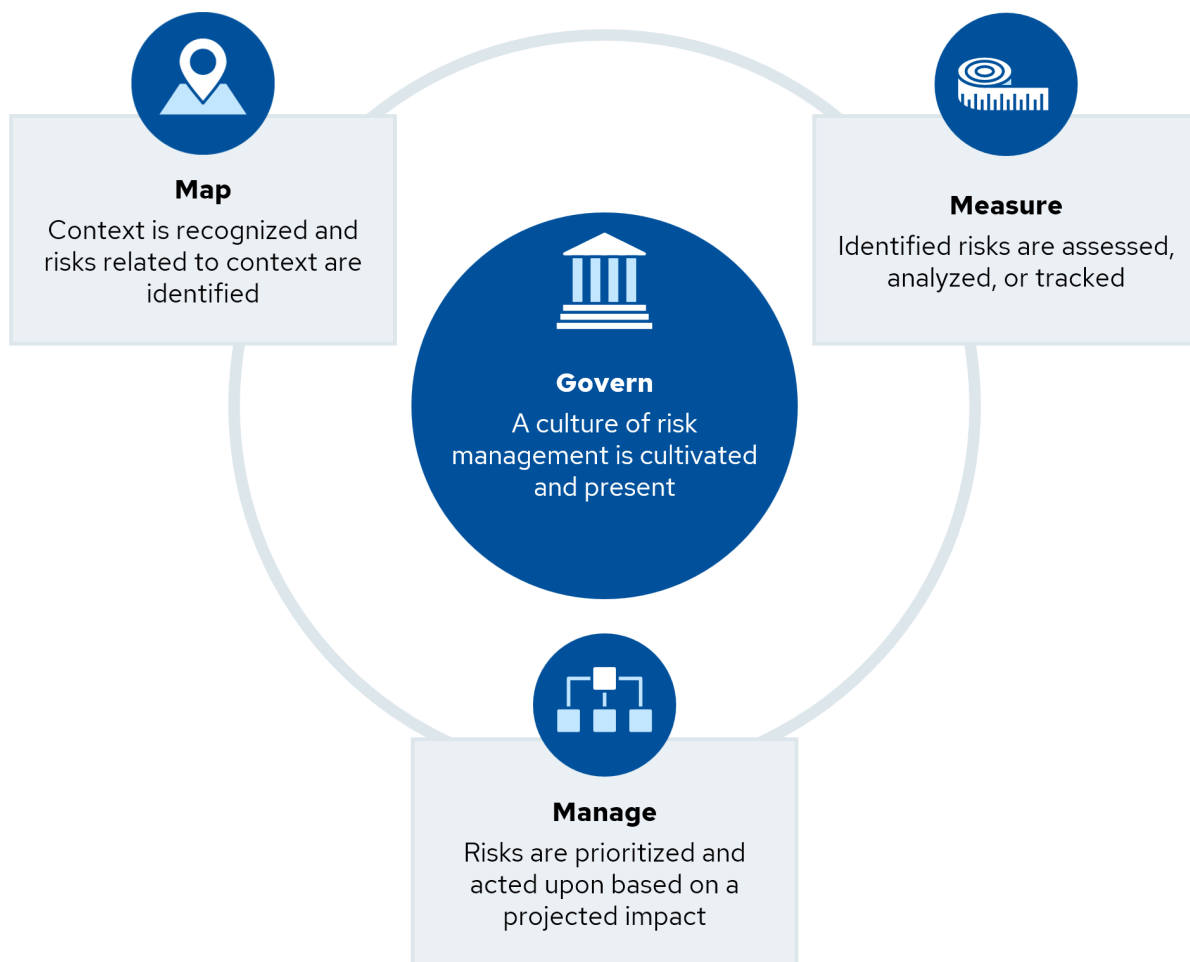 Map
Context is recognized and
risks related to context are
identified
Measure
Identified risks are assessed,
analyzed, or tracked
Govern
A culture of risk
management is cultivated
and present
Manage
Risks are prioritized and
acted upon based on a
projected impact